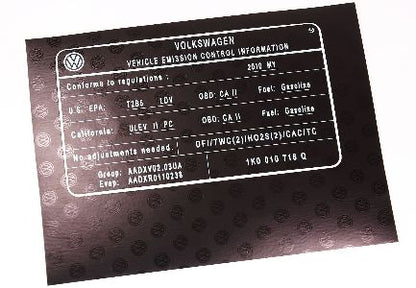 VOLKSWAGEN
VEHICLE EMISSION CONTROL INFORMATION
Conforms to regulations : 2010 MY
U.S. EPA: T2B5 LDV OBD: CA II Fuel: Gasoline
California: ULEV II PC OBD: CA II Fuel: Gasoline
No adjustments needed. DFI/TWC(2)/HO2S(2)/CAC/TC
Group: AADXV02.03UA
Evap: AADXR0110238 1K0 010 718 Q